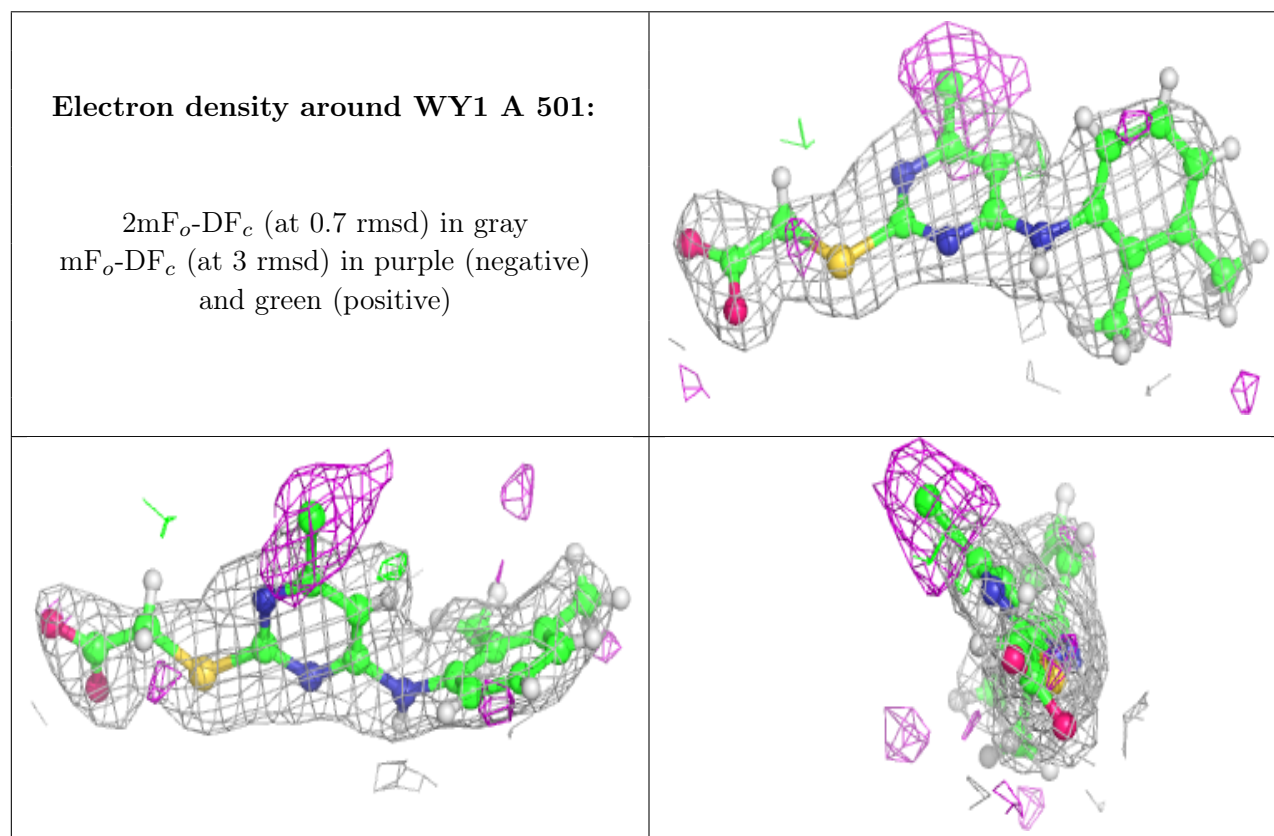 Electron density around WY1 A 501:
2mFo-DFc (at 0.7 rmsd) in gray
mFo-DFc (at 3 rmsd) in purple (negative)
and green (positive)